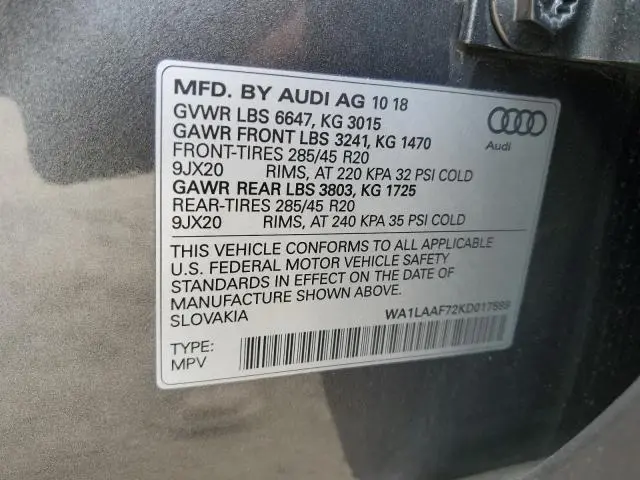 MFD. BY AUDI AG 10 18
GVWR LBS 6647, KG 3015
GAWR FRONT LBS 3241, KG 1470
FRONT-TIRES 285/45 R20
9JX20 RIMS, AT 220 KPA 32 PSI COLD
GAWR REAR LBS 3803, KG 1725
REAR-TIRES 285/45 R20
9JX20 RIMS, AT 240 KPA 35 PSI COLD
Audi
THIS VEHICLE CONFORMS TO ALL APPLICABLE
U.S. FEDERAL MOTOR VEHICLE SAFETY
STANDARDS IN EFFECT ON THE DATE OF
MANUFACTURE SHOWN ABOVE.
SLOVAKIA WA1LAAF72KD017589
TYPE:
MPV